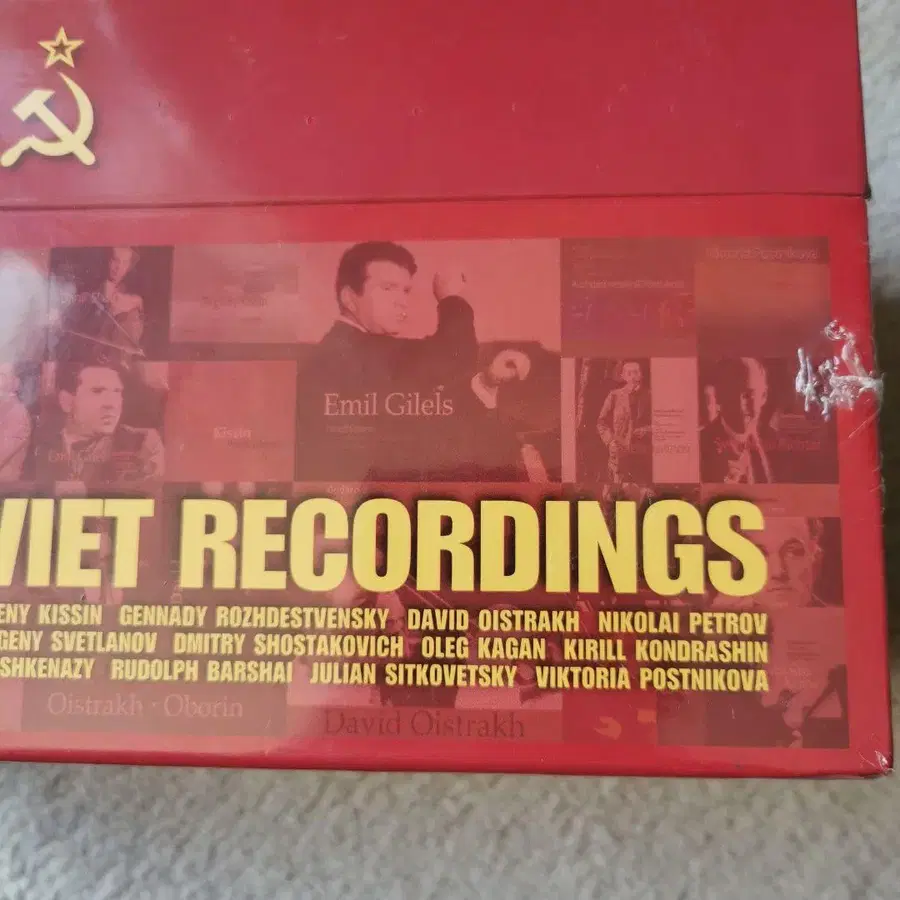 Emil Gilels
VIET RECORDINGS
ENY KISSIN GENNADY ROZHDESTVENSKY DAVID OISTRAKH NIKOLAI PETROV
GENY SVETLANOV DMITRY SHOSTAKOVICH OLEG KAGAN KIRILL KONDRASHIN
SHKENAZY RUDOLPH BARSHAI JULIAN SITKOVETSKY VIKTORIA POSTNIKOVA
Oistrakh · Oborin
David Oistrakh